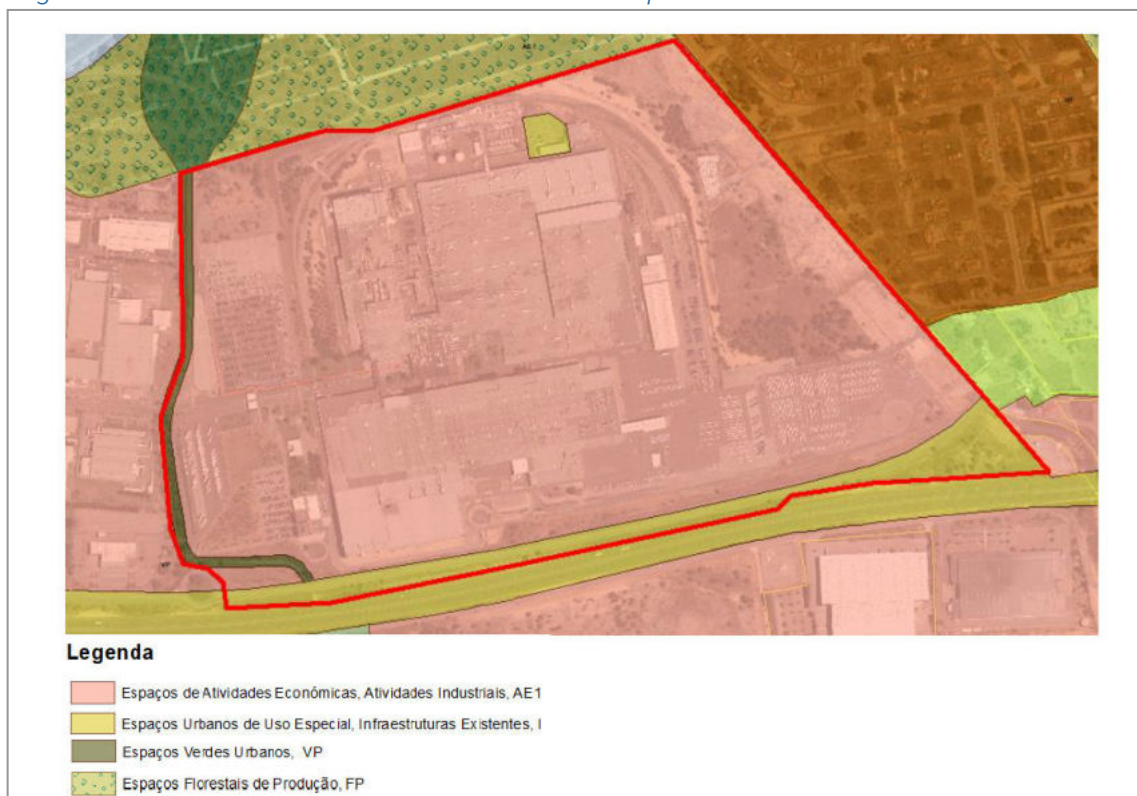 VP
Legenda
Espaços de Atividades Económicas, Atividades Industriais, AE1
Espaços Urbanos de Uso Especial, Infraestruturas Existentes, I
Espaços Verdes Urbanos, VP
Espaços Florestais de Produção, FP